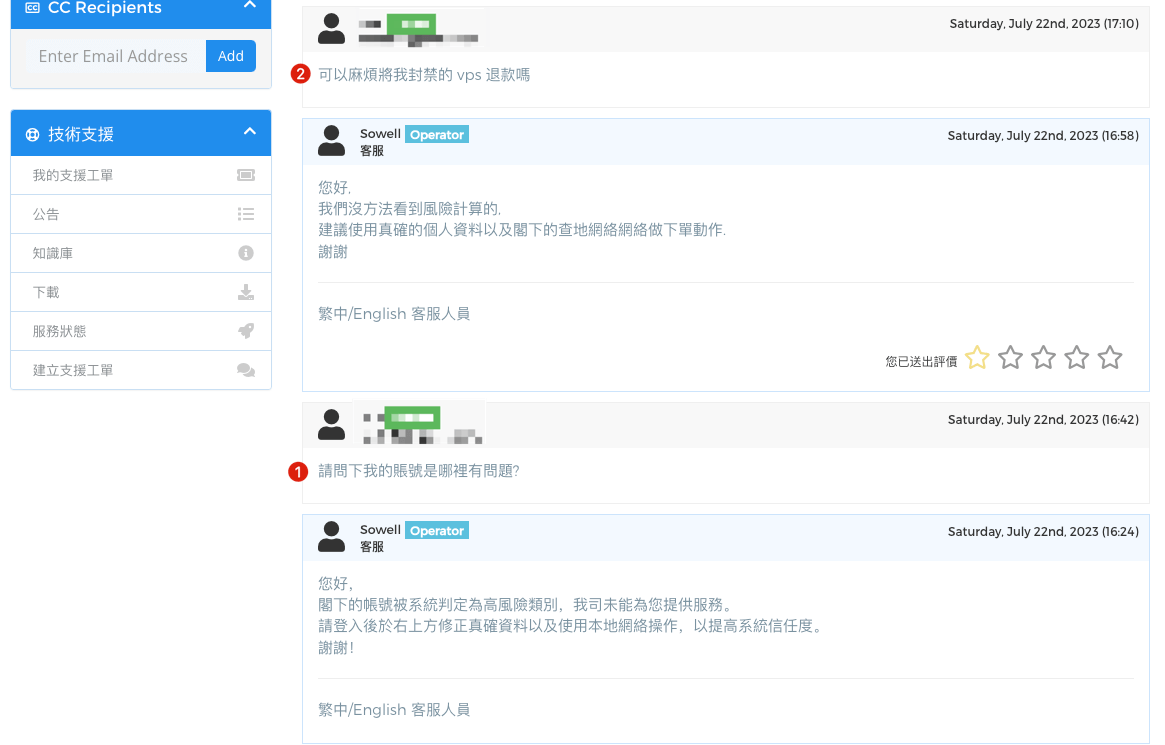 CC Recipients
Enter Email Address
Add
技術支援
我的支援工單
公告
知識庫
下載
服務狀態
建立支援工單
Saturday, July 22nd, 2023 (17:10)
2
可以麻煩將我封禁的 vps 退款嗎
Sowell Operator
客服
Saturday, July 22nd, 2023 (16:58)
您好,
我們沒方法看到風險計算的,
建議使用真確的個人資料以及閣下的查地網絡網絡做下單動作.
謝謝
繁中/English 客服人員
您已送出評價
Saturday, July 22nd, 2023 (16:42)
1
請問下我的賬號是哪裡有問題?
Sowell Operator
客服
Saturday, July 22nd, 2023 (16:24)
您好，
閣下的帳號被系統判定為高風險類別，我司未能為您提供服務。
請登入後於右上方修正真確資料以及使用本地網絡操作，以提高系統信任度。
謝謝！
繁中/English 客服人員